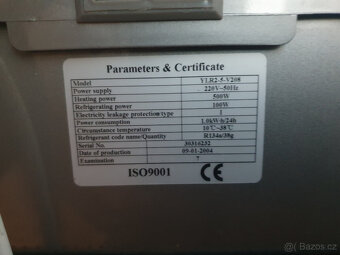 Parameters & Certificate
Model YLR2-5-V208
Power supply 220V~50Hz
Heating power 500W
Refrigerating power 100W
Electricity leakage protection type
Power consumption 1.0kW·h/24h
Circumstance temperature 10℃~38℃
Refrigerant code name/Quantity R134a/38g
Serial No. 30316232
Date of production 09-01-2004
Examination 7
ISO9001 CE
Bazos.cz